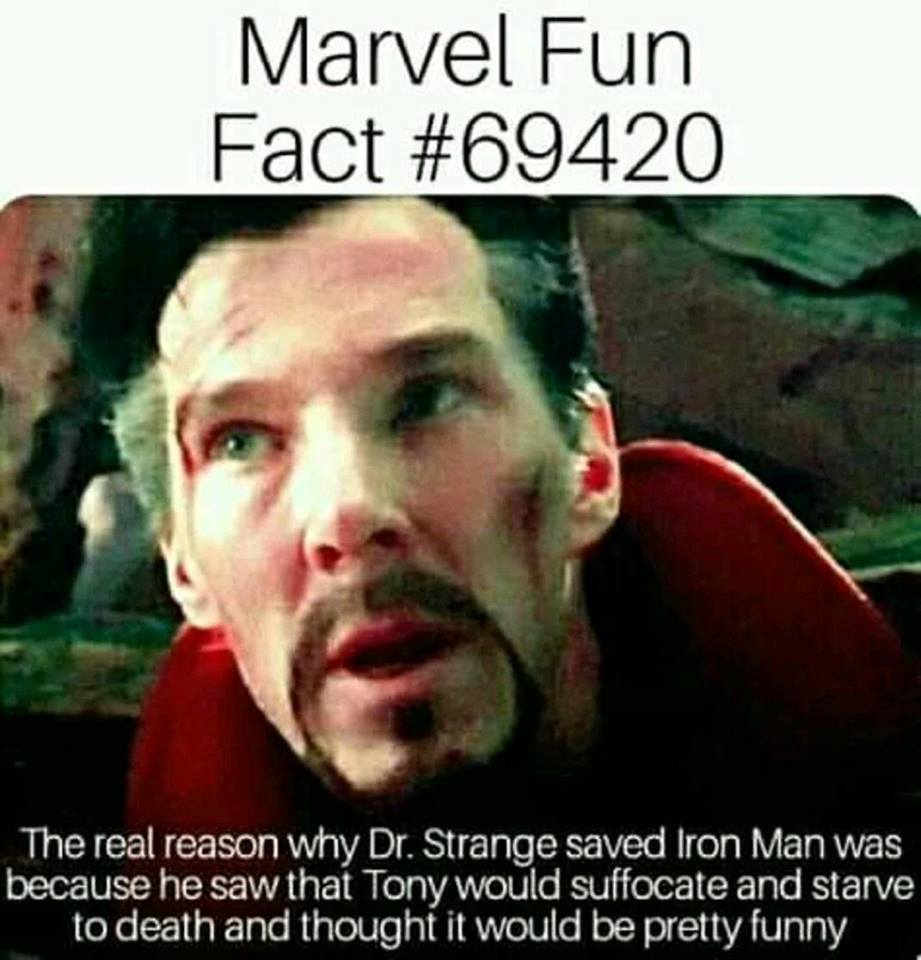 Marvel Fun
Fact #69420
The real reason why Dr. Strange saved Iron Man was
because he saw that Tony would suffocate and starve
to death and thought it would be pretty funny